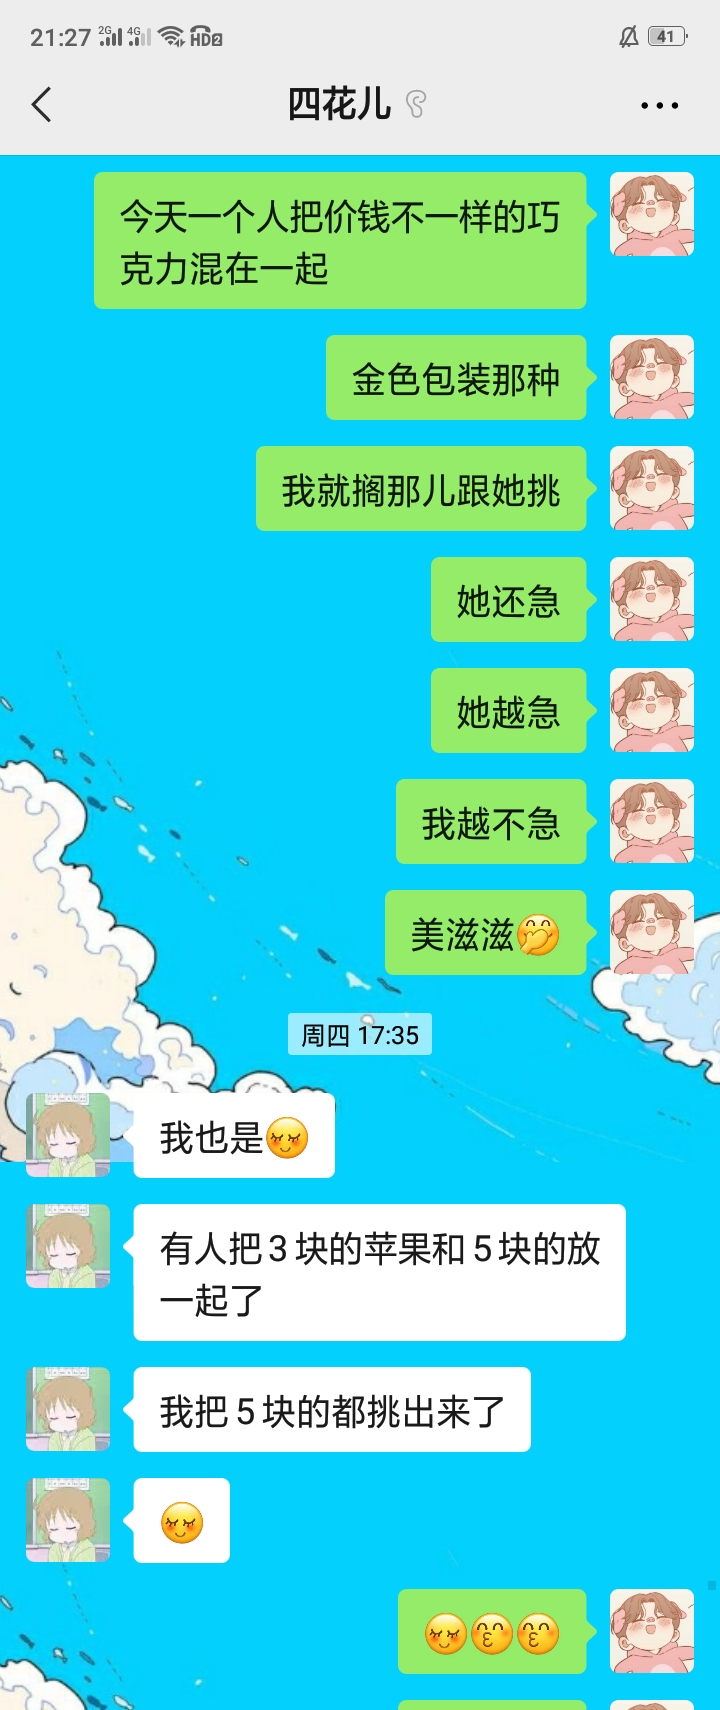 21:27 2G 4G HD2 41
四花儿
今天一个人把价钱不一样的巧
克力混在一起
金色包装那种
我就搁那儿跟她挑
她还急
她越急
我越不急
美滋滋🤭
周四 17:35
我也是😌
有人把3块的苹果和5块的放
一起了
我把5块的都挑出来了
😌
😌😙😙